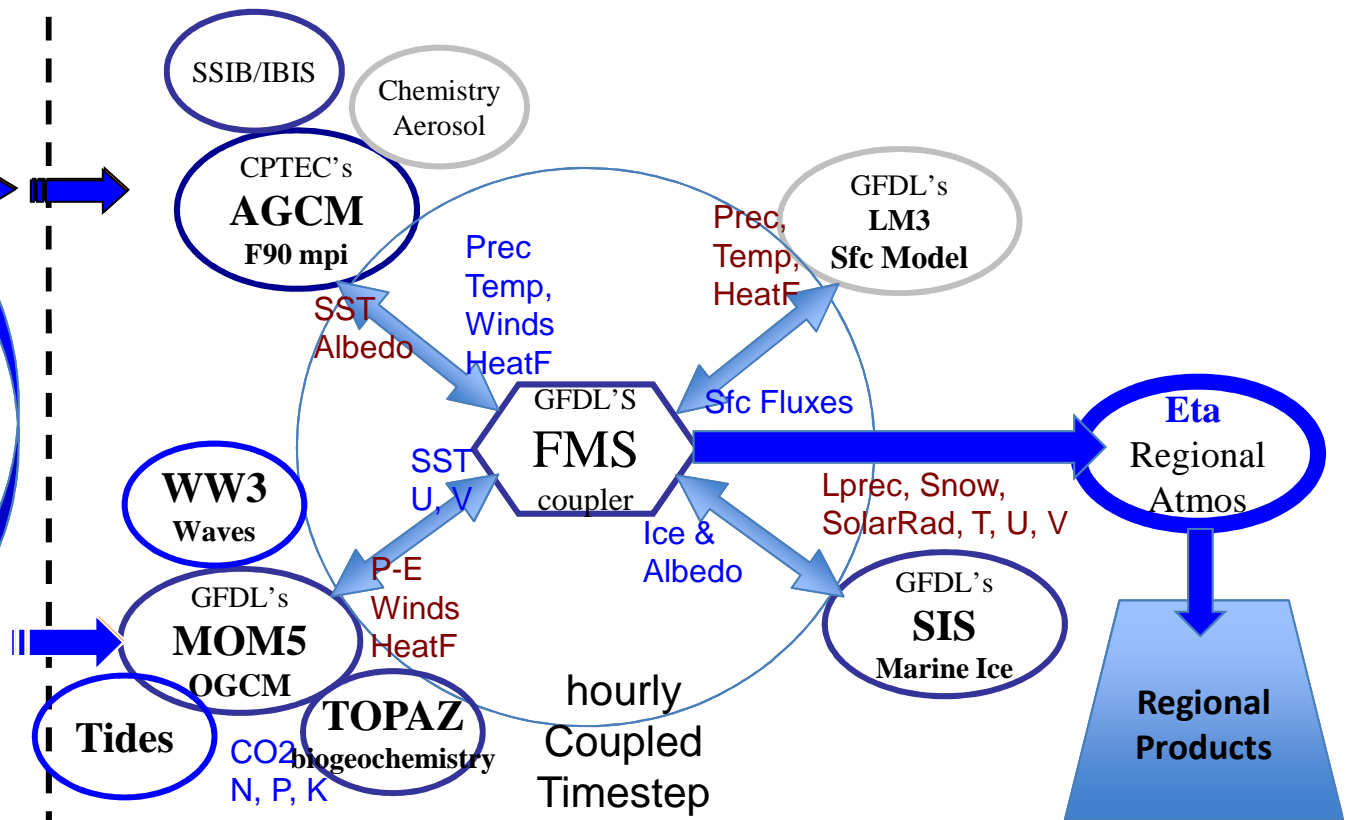 SSIB/IBIS
Chemistry
Aerosol
CPTEC's
AGCM
F90 mpi
GFDL's
LM3
Sfc Model
Prec,
Temp,
HeatF
Prec
Temp,
Winds
HeatF
SST
Albedo
GFDL'S
FMS
coupler
Sfc Fluxes
Eta
Regional
Atmos
SST
U, V
WW3
Waves
Lprec, Snow,
SolarRad, T, U, V
Ice &
Albedo
P-E
Winds
HeatF
GFDL's
MOM5
OGCM
GFDL's
SIS
Marine Ice
Tides
TOPAZ
biogeochemistry
CO2
N, P, K
hourly
Coupled
Timestep
Regional
Products